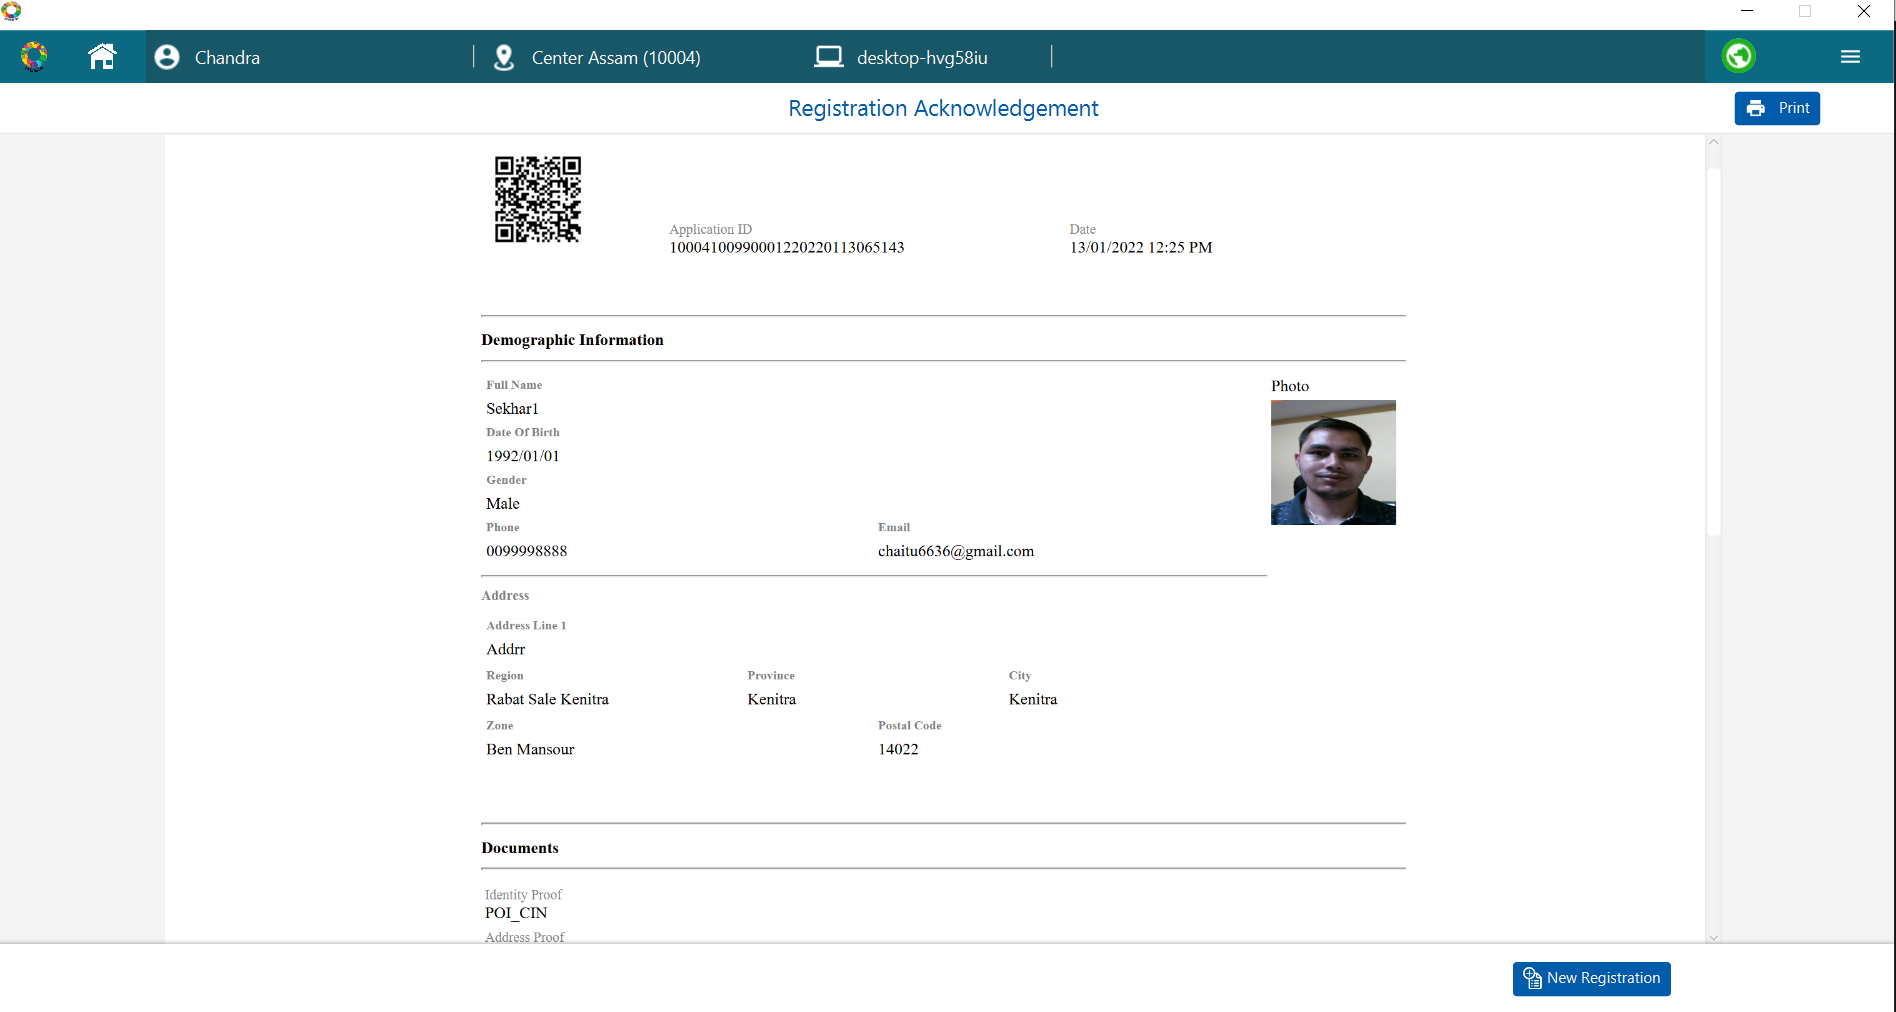 Chandra
Center Assam (10004)
desktop-hvg58iu
Registration Acknowledgement
Print
Application ID
Date
10004100990001220220113065143
13/01/2022 12:25 PM
Demographic Information
Full Name
Photo
Sekhar1
Date Of Birth
1992/01/01
Gender
Male
Phone
Email
0099998888
chaitu6636@gmail.com
Address
Address Line 1
Addrr
Region
Province
City
Rabat Sale Kenitra
Kenitra
Kenitra
Zone
Postal Code
Ben Mansour
14022
Documents
Identity Proof
POI_CIN
Address Proof
New Registration